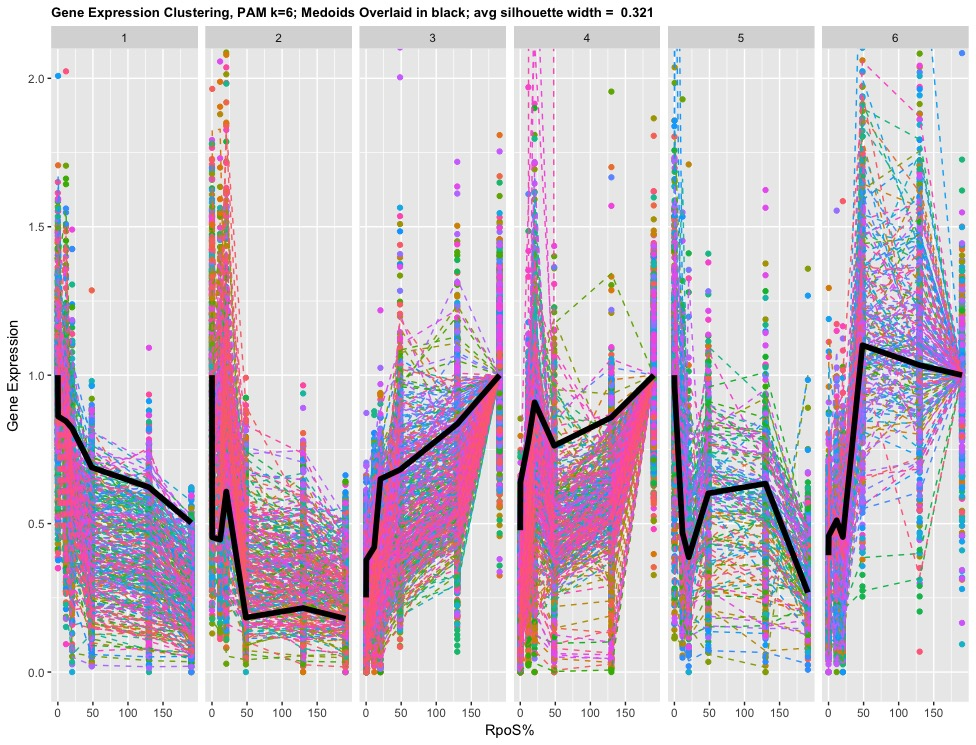 Gene Expression Clustering, PAM k=6; Medoids Overlaid in black; avg silhouette width =  0.321
1 2 3 4 5 6
2.0
1.5
1.0
0.5
0.0
Gene Expression
0 50 100 150 0 50 100 150 0 50 100 150 0 50 100 150 0 50 100 150 0 50 100 150
RpoS%